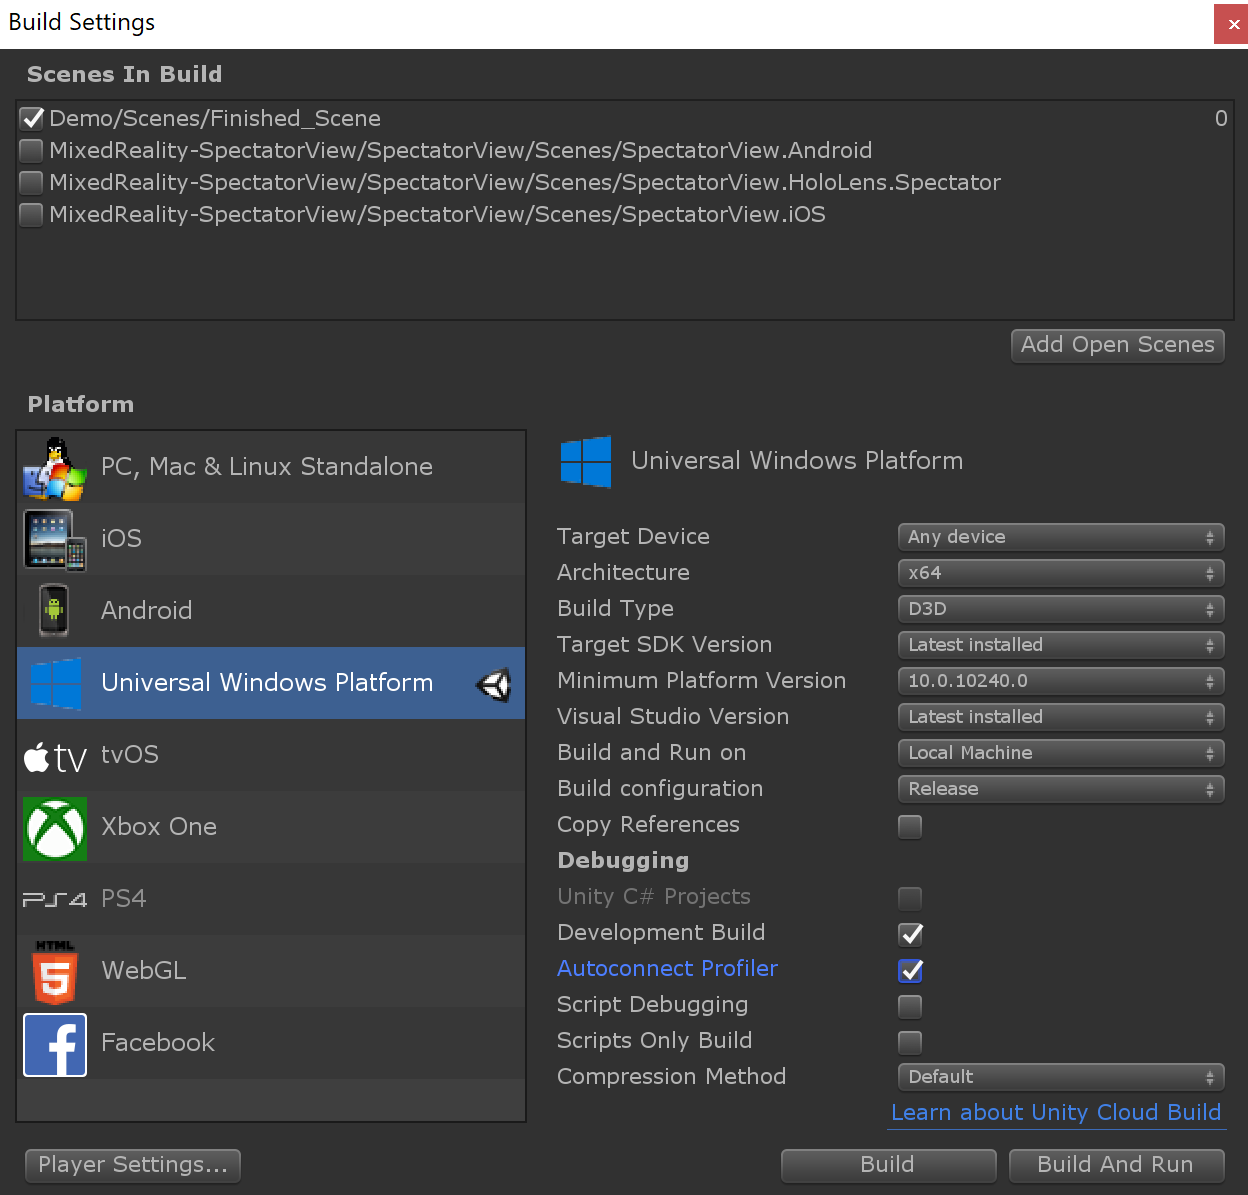 Build Settings
Scenes In Build
Demo/Scenes/Finished_Scene 0
MixedReality-SpectatorView/SpectatorView/Scenes/SpectatorView.Android
MixedReality-SpectatorView/SpectatorView/Scenes/SpectatorView.HoloLens.Spectator
MixedReality-SpectatorView/SpectatorView/Scenes/SpectatorView.iOS
Add Open Scenes
Platform
PC, Mac & Linux Standalone
iOS
Android
Universal Windows Platform
tv tvOS
Xbox One
PS4 PS4
HTML
5 WebGL
f Facebook
Universal Windows Platform
Target Device Any device
Architecture x64
Build Type D3D
Target SDK Version Latest installed
Minimum Platform Version 10.0.10240.0
Visual Studio Version Latest installed
Build and Run on Local Machine
Build configuration Release
Copy References
Debugging
Unity C# Projects
Development Build
Autoconnect Profiler
Script Debugging
Scripts Only Build
Compression Method Default
Learn about Unity Cloud Build
Player Settings... Build Build And Run